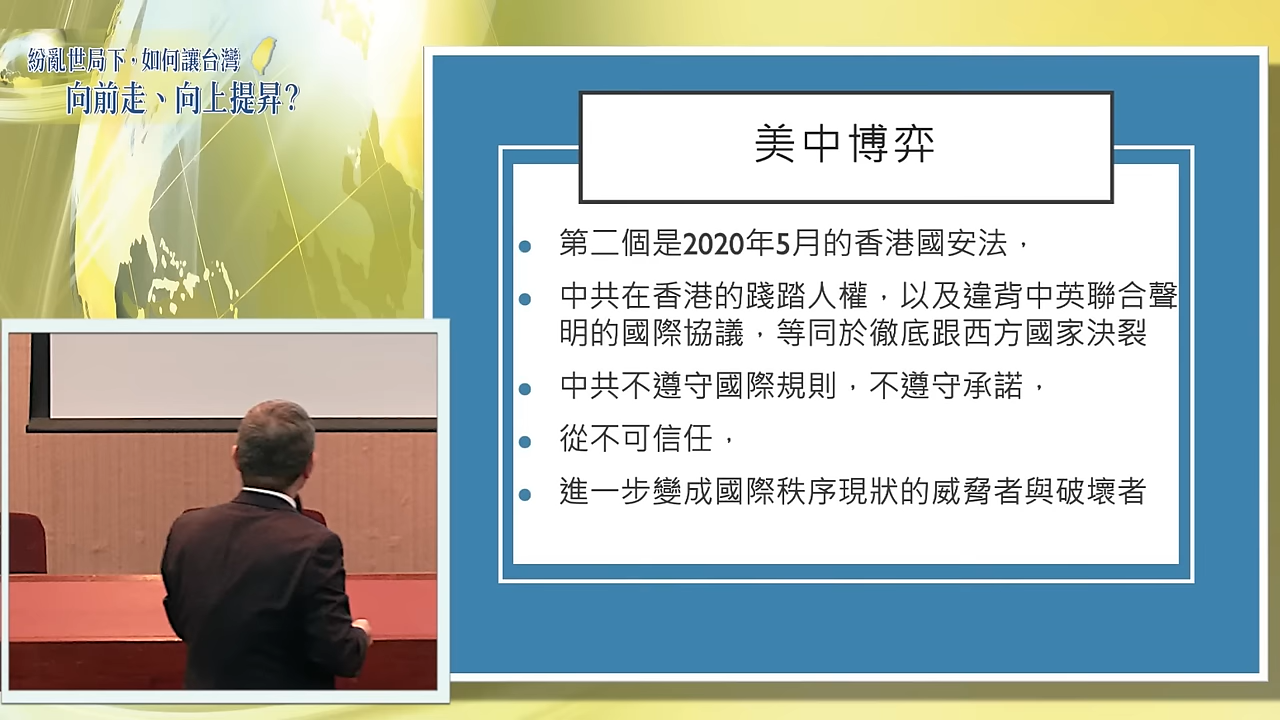 紛亂世局下，如何讓台灣
向前走、向上提昇？
美中博弈
第二個是2020年5月的香港國安法，
中共在香港的踐踏人權，以及違背中英聯合聲
明的國際協議，等同於徹底跟西方國家決裂
中共不遵守國際規則，不遵守承諾，
從不可信任，
進一步變成國際秩序現狀的威脅者與破壞者